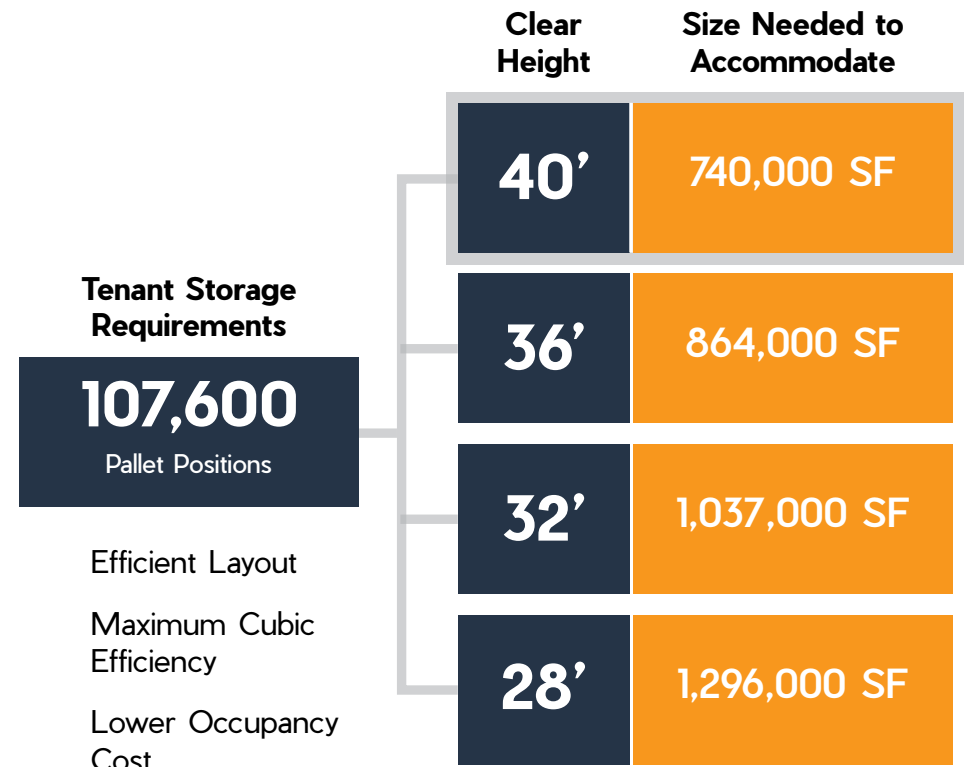 Clear
Height
Size Needed to
Accommodate
40’
740,000 SF
36’
864,000 SF
Tenant Storage
Requirements
107,600
Pallet Positions
32’
1,037,000 SF
28’
1,296,000 SF
Efficient Layout
Maximum Cubic
Efficiency
Lower Occupancy
Cost